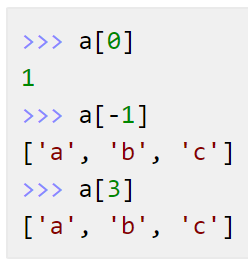 >>> a[0]
1
>>> a[-1]
['a', 'b', 'c']
>>> a[3]
['a', 'b', 'c']